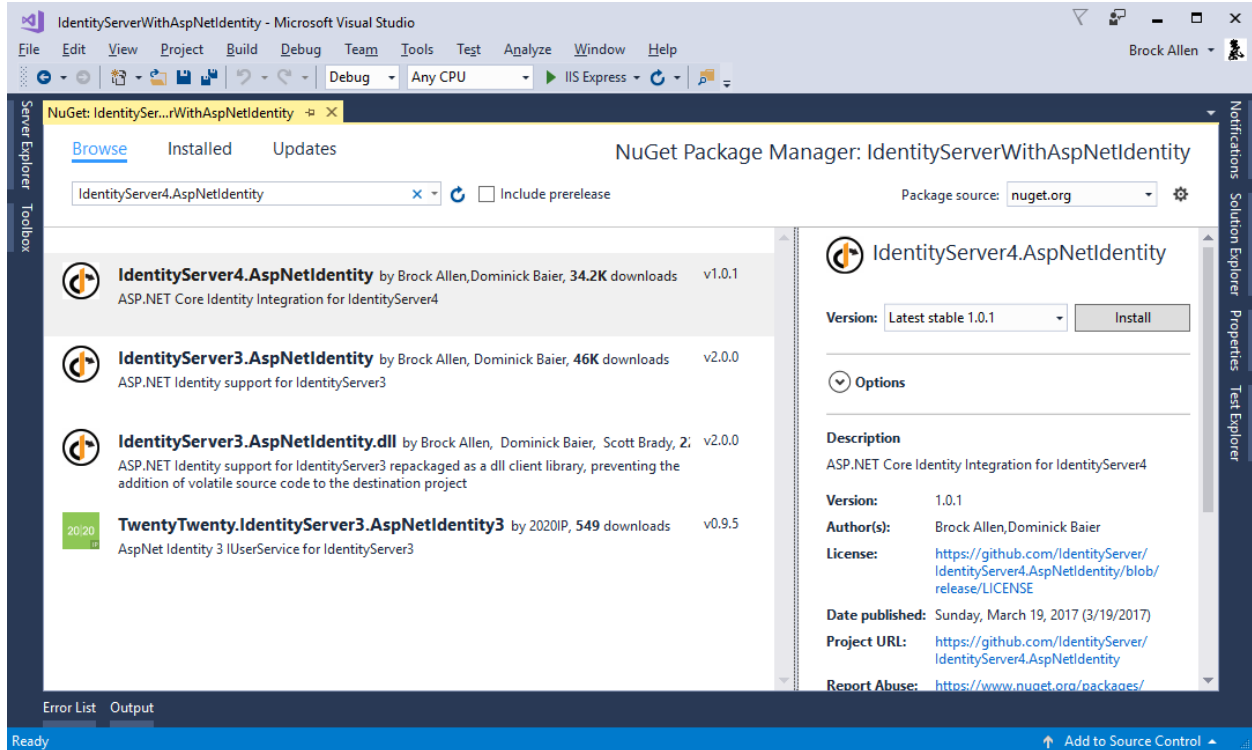 IdentityServerWithAspNetIdentity - Microsoft Visual Studio
File Edit View Project Build Debug Team Tools Test Analyze Window Help
Brock Allen
Debug Any CPU IIS Express
Server Explorer
Toolbox
NuGet: IdentitySer...rWithAspNetIdentity
Browse Installed Updates
NuGet Package Manager: IdentityServerWithAspNetIdentity
IdentityServer4.AspNetIdentity
Include prerelease
Package source: nuget.org
IdentityServer4.AspNetIdentity by Brock Allen,Dominick Baier, 34.2K downloads v1.0.1
ASP.NET Core Identity Integration for IdentityServer4
IdentityServer3.AspNetIdentity by Brock Allen, Dominick Baier, 46K downloads v2.0.0
ASP.NET Identity support for IdentityServer3
IdentityServer3.AspNetIdentity.dll by Brock Allen, Dominick Baier, Scott Brady, v2.0.0
ASP.NET Identity support for IdentityServer3 repackaged as a dll client library, preventing the
addition of volatile source code to the destination project
20|20
IP
TwentyTwenty.IdentityServer3.AspNetIdentity3 by 2020IP, 549 downloads v0.9.5
AspNet Identity 3 IUserService for IdentityServer3
IdentityServer4.AspNetIdentity
Version: Latest stable 1.0.1 Install
Options
Description
ASP.NET Core Identity Integration for IdentityServer4
Version: 1.0.1
Author(s): Brock Allen,Dominick Baier
License: https://github.com/IdentityServer/
IdentityServer4.AspNetIdentity/blob/
release/LICENSE
Date published: Sunday, March 19, 2017 (3/19/2017)
Project URL: https://github.com/IdentityServer/
IdentityServer4.AspNetIdentity
Report Abuse: https://www.nuget.org/packages/
Notifications
Solution Explorer
Properties
Test Explorer
Error List Output
Ready
Add to Source Control